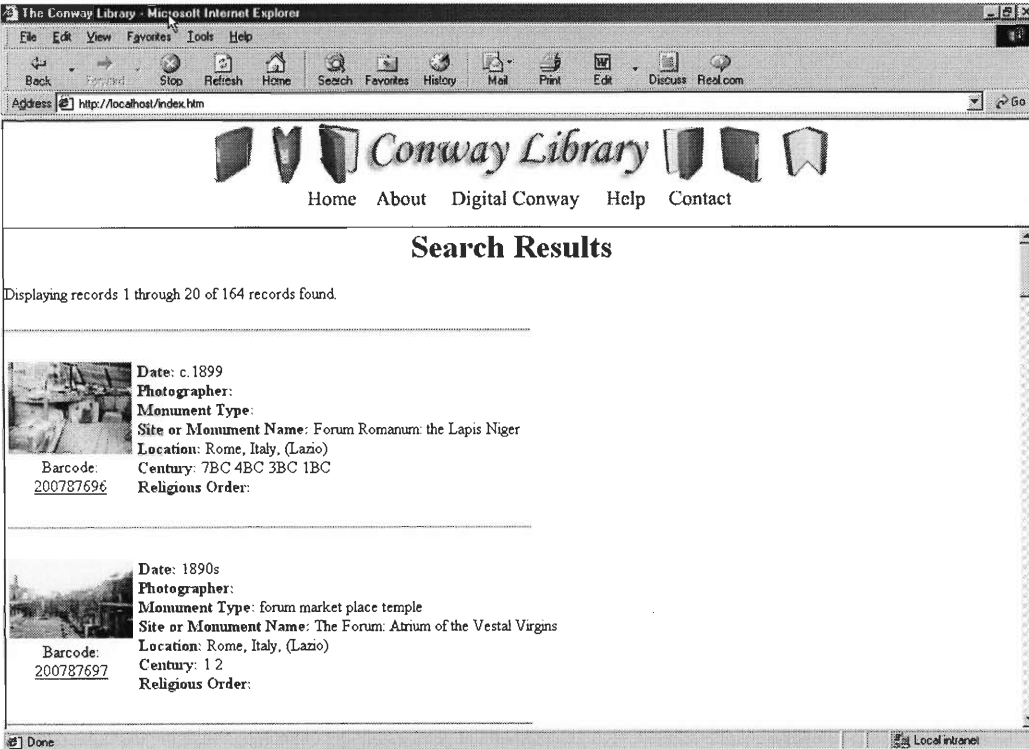 The Conway Library - Microsoft Internet Explorer
File Edit View Favorites Tools Help
Back Forward Stop Refresh Home Search Favorites History Mail Print Edit Discuss Real.com
Address http://localhost/index.htm Go
Conway Library
Home About Digital Conway Help Contact
Search Results
Displaying records 1 through 20 of 164 records found.
Date: c.1899
Photographer:
Monument Type:
Site or Monument Name: Forum Romanum: the Lapis Niger
Location: Rome, Italy, (Lazio)
Century: 7BC 4BC 3BC 1BC
Religious Order:
Barcode:
200787696
Date: 1890s
Photographer:
Monument Type: forum market place temple
Site or Monument Name: The Forum: Atrium of the Vestal Virgins
Location: Rome, Italy, (Lazio)
Century: 1 2
Religious Order:
Barcode:
200787697
Done Local intranet